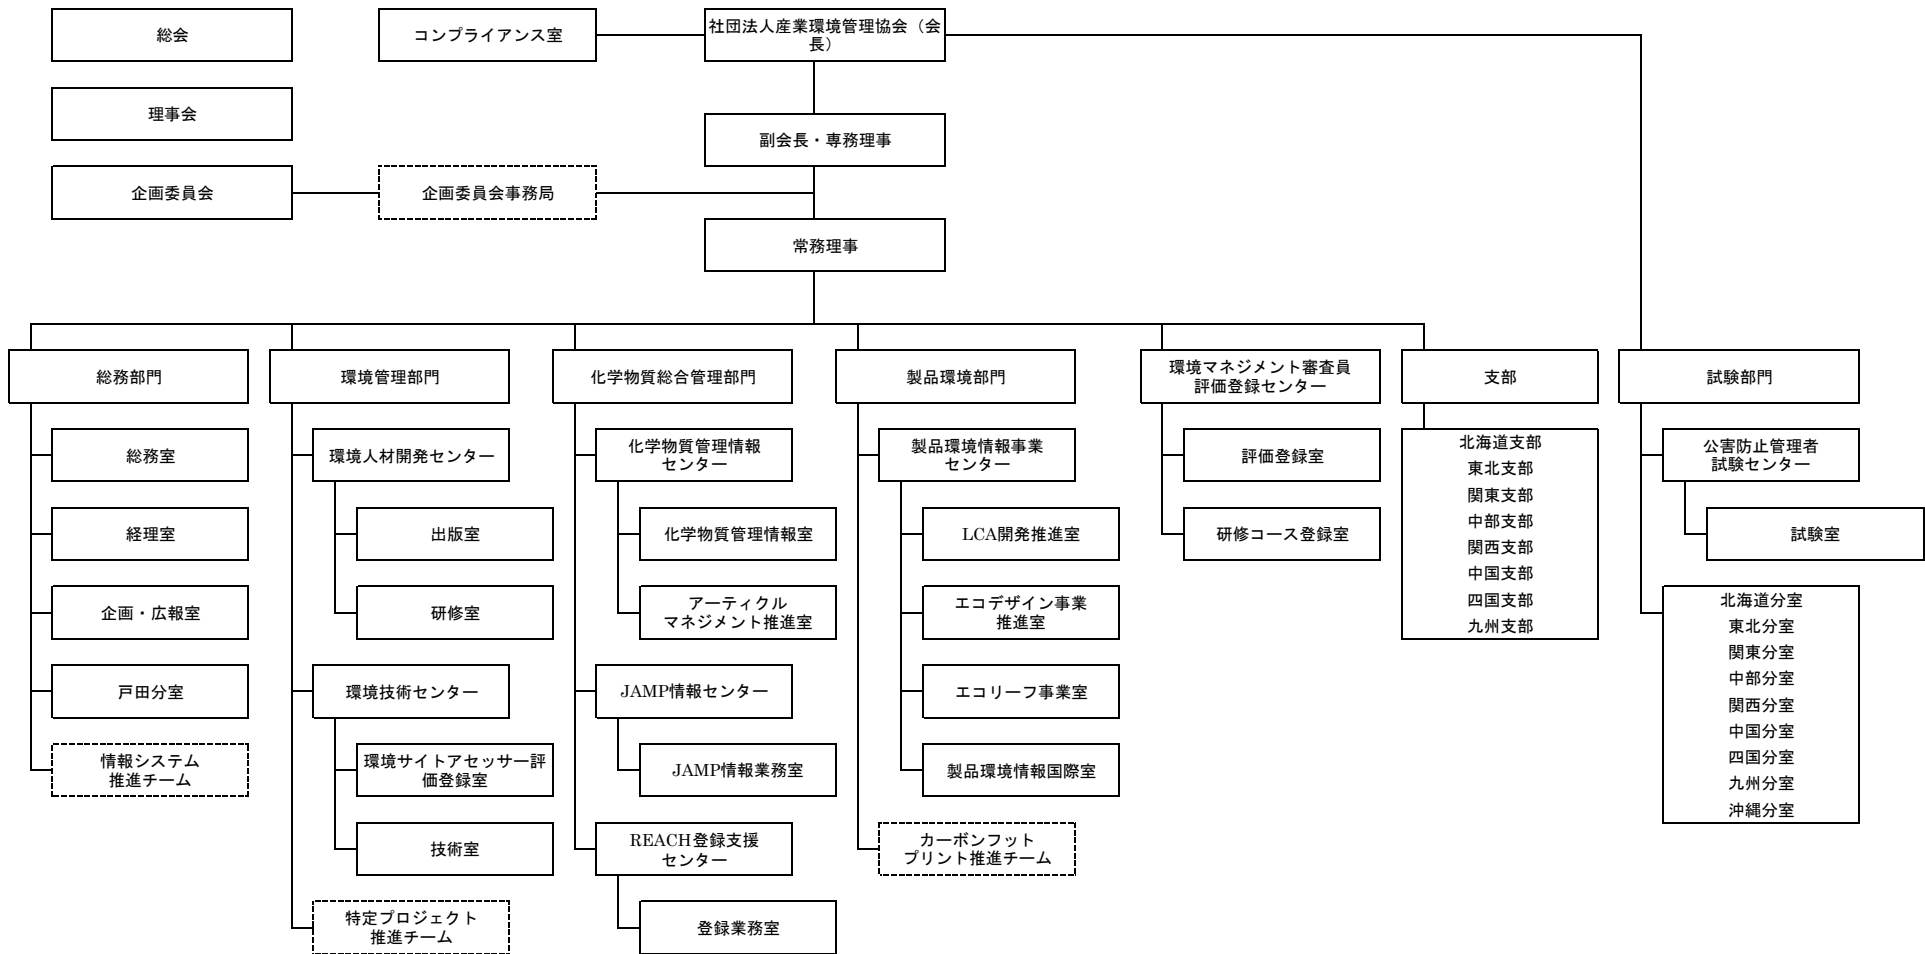 総会
コンプライアンス室
社団法人産業環境管理協会（会
長）
理事会
副会長・専務理事
企画委員会
企画委員会事務局
常務理事
総務部門
総務室
経理室
企画・広報室
戸田分室
情報システム
推進チーム
環境管理部門
環境人材開発センター
出版室
研修室
環境技術センター
環境サイトアセッサー評
価登録室
技術室
特定プロジェクト
推進チーム
化学物質総合管理部門
化学物質管理情報
センター
化学物質管理情報室
アーティクル
マネジメント推進室
JAMP情報センター
JAMP情報業務室
REACH登録支援
センター
登録業務室
製品環境部門
製品環境情報事業
センター
LCA開発推進室
エコデザイン事業
推進室
エコリーフ事業室
製品環境情報国際室
カーボンフット
プリント推進チーム
環境マネジメント審査員
評価登録センター
評価登録室
研修コース登録室
支部
北海道支部
東北支部
関東支部
中部支部
関西支部
中国支部
四国支部
九州支部
試験部門
公害防止管理者
試験センター
試験室
北海道分室
東北分室
関東分室
中部分室
関西分室
中国分室
四国分室
九州分室
沖縄分室